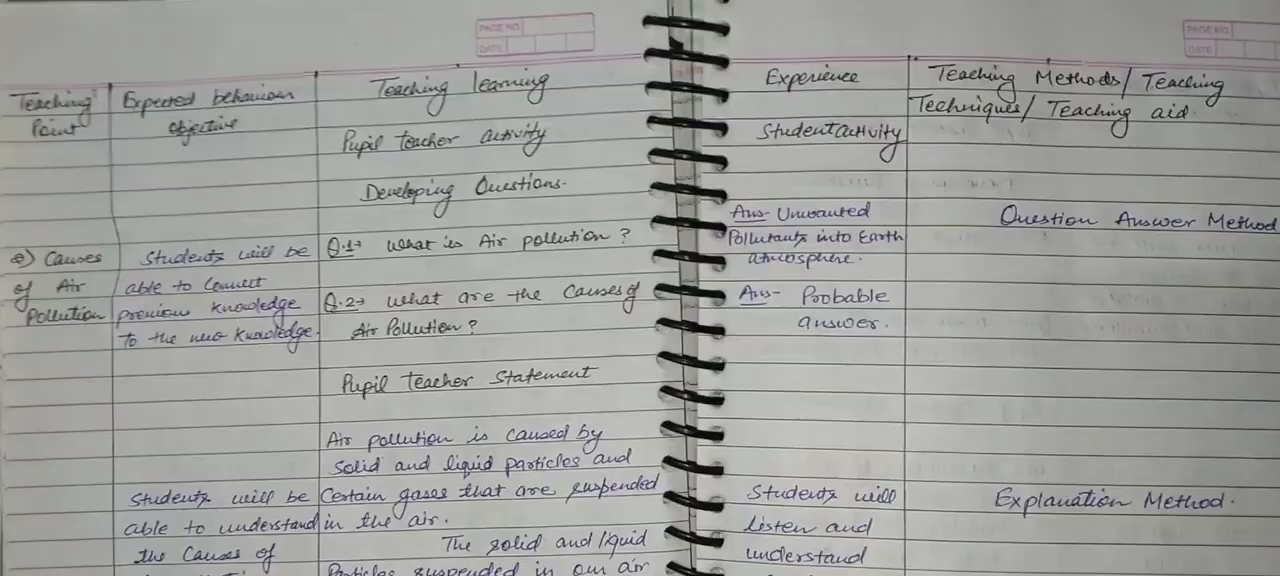 PAGE NO.
DATE
PAGE NO.
DATE
Teaching Point
Expected behaviour objective
Teaching learning
Pupil teacher activity
Developing Questions.
e) Causes
of Air
Pollution
Students will be
able to connect
previous knowledge
to the new knowledge.
Q.1→ What is Air pollution?
Q.2→ What are the causes of
Air Pollution?
Pupil Teacher Statement
Air pollution is caused by
solid and liquid particles and
certain gases that are suspended
in the air.
The solid and liquid
Particles suspended in our air
Students will be
able to understand
the causes of
Experience
Student activity
Teaching Methods/ Teaching
Techniques/ Teaching aid.
Ans- Unwanted
Pollutants into Earth
atmosphere.
Ans- Probable
answer.
Question Answer Method
Students will
listen and
understand
Explanation Method.